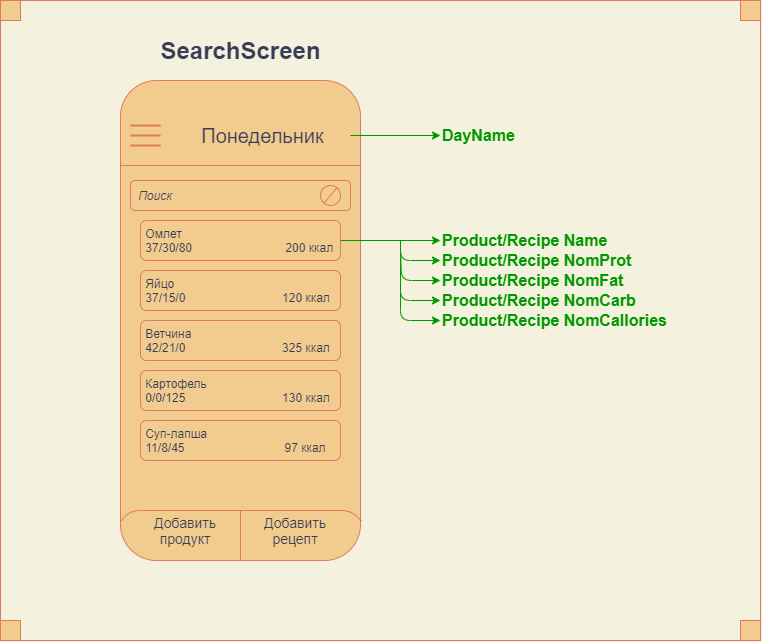 SearchScreen
Понедельник
DayName
Поиск
Омлет
37/30/80 200 ккал
Product/Recipe Name
Product/Recipe NomProt
Product/Recipe NomFat
Product/Recipe NomCarb
Product/Recipe NomCallories
Яйцо
37/15/0 120 ккал
Ветчина
42/21/0 325 ккал
Картофель
0/0/125 130 ккал
Суп-лапша
11/8/45 97 ккал
Добавить
продукт
Добавить
рецепт